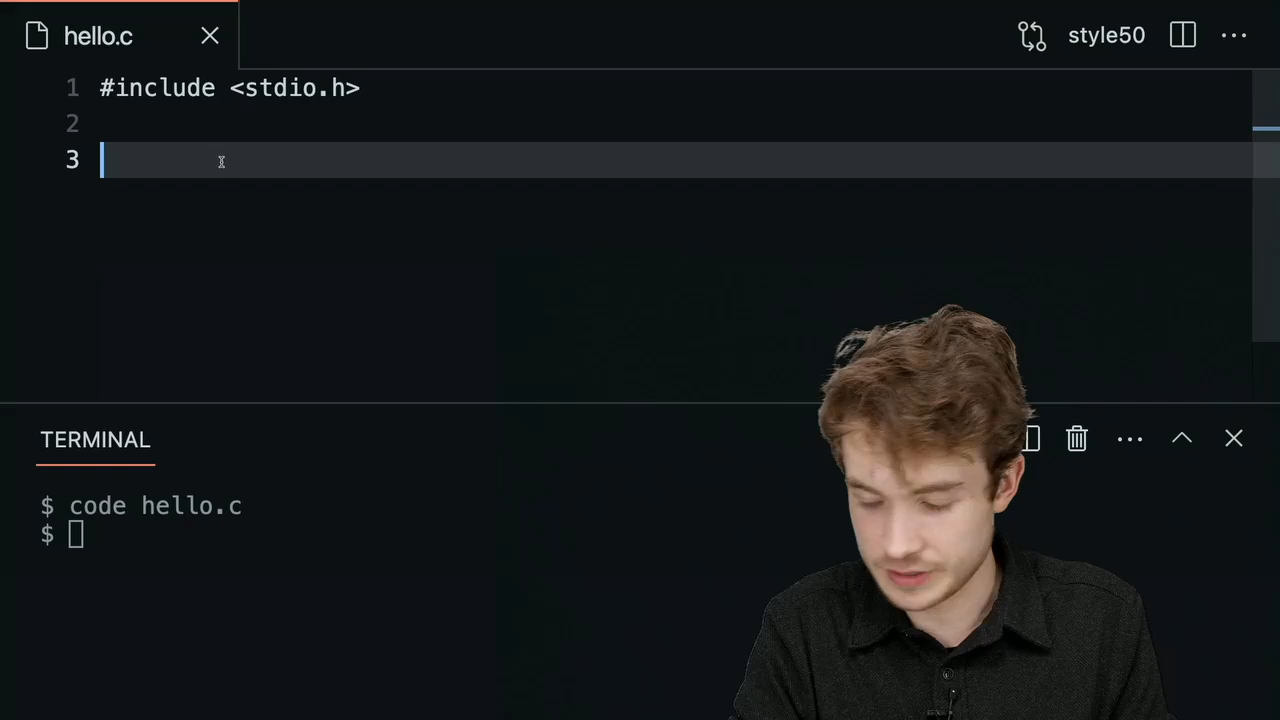 hello.c
style50
1 #include <stdio.h>
2
3
TERMINAL
$ code hello.c
$